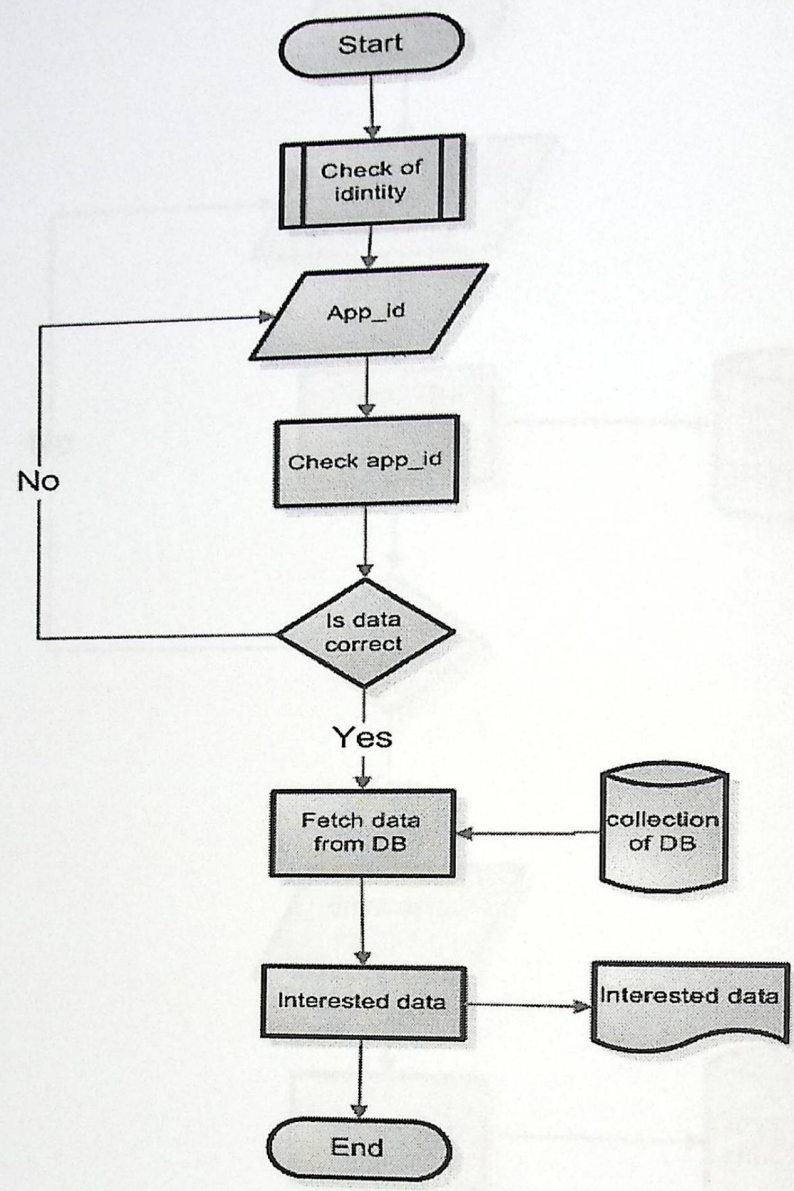 Start
Check of
idintity
App_id
Check app_id
No
Is data
correct
Yes
Fetch data
from DB
collection
of DB
Interested data
Interested data
End